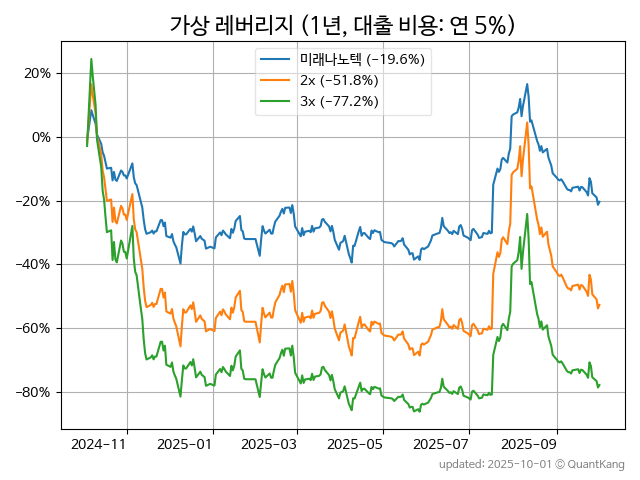 가상 레버리지 (1년, 대출 비용: 연 5%)
미래나노텍 (−19.6%)
2x (−51.8%)
3x (−77.2%)
20%
0%
−20%
−40%
−60%
−80%
2024-11 2025-01 2025-03 2025-05 2025-07 2025-09
updated: 2025-10-01 © QuantKang